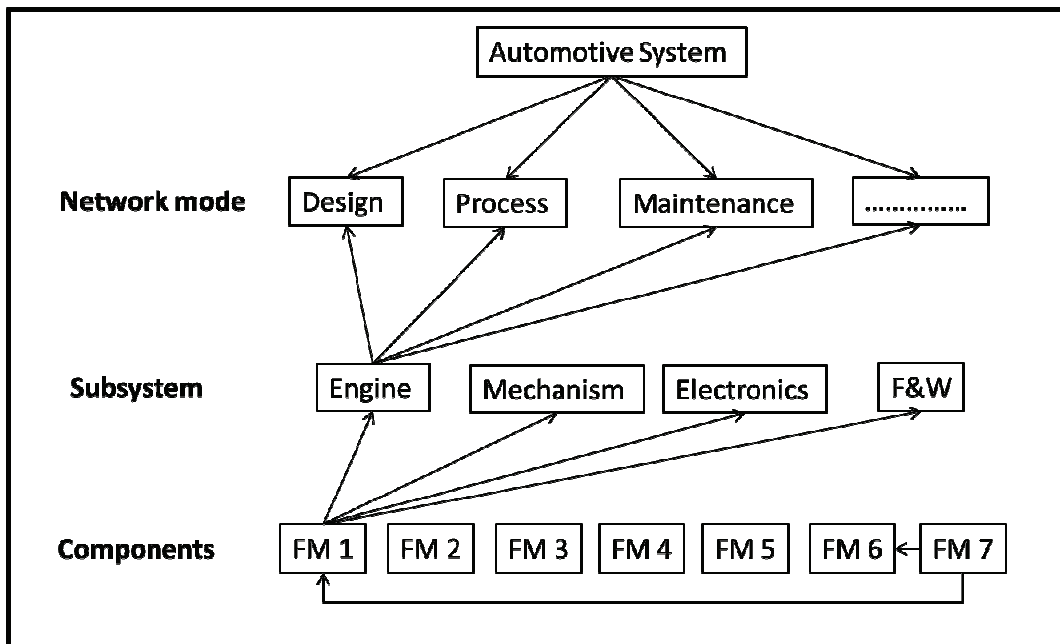 Automotive System
Network mode Design Process Maintenance ...............
Subsystem Engine Mechanism Electronics F&W
Components FM 1 FM 2 FM 3 FM 4 FM 5 FM 6 FM 7